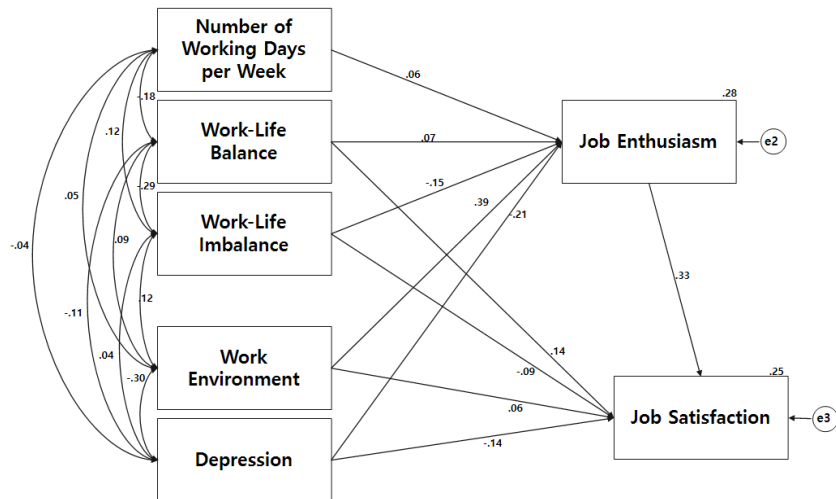 Number of
Working Days
per Week
.28
.06
-.18
Work-Life
Balance
.12
.07
Job Enthusiasm
e2
-.29
-.15
.05
.39
-.21
Work-Life
Imbalance
-.04
.09
.33
.12
-.11
.04
.14
-.09
Work
Environment
-.30
.06
.25
-.14
Job Satisfaction
e3
Depression